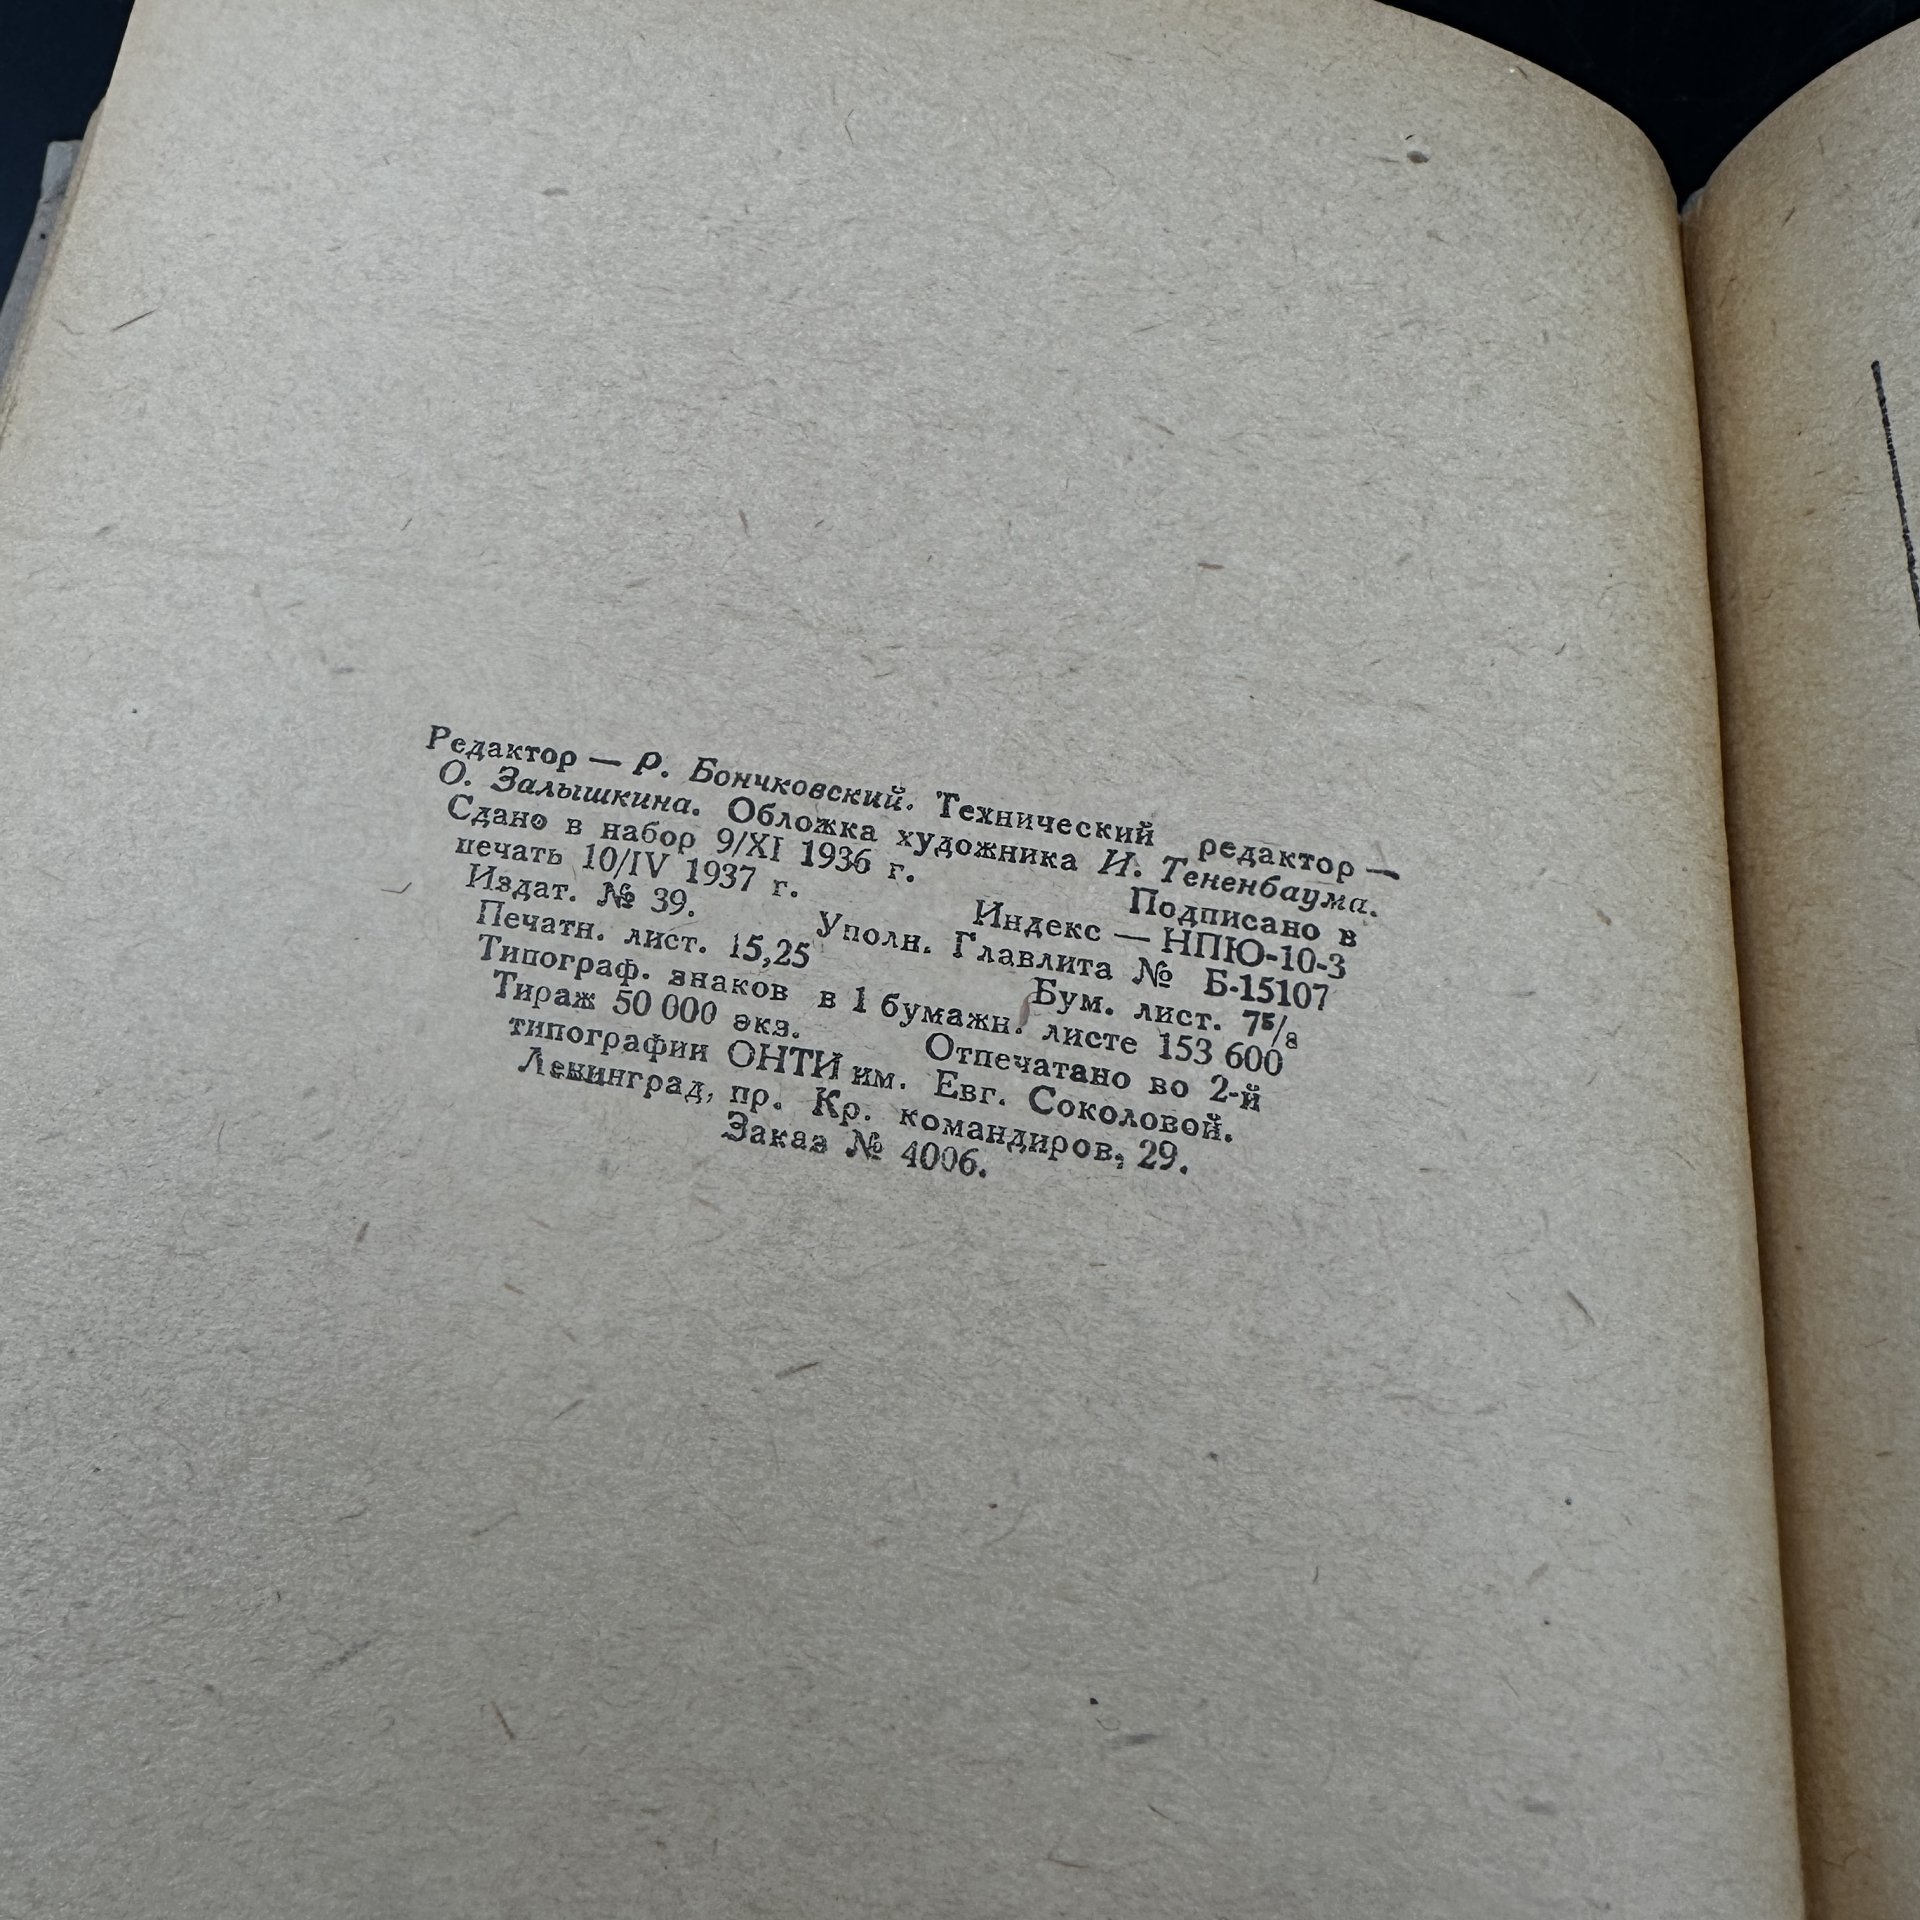 Редактор — Р. Бончковский. Технический редактор —
О. Залышкина. Обложка художника И. Тененбаума.
Сдано в набор 9/XI 1936 г. Подписано в
печать 10/IV 1937 г. Индекс — НПЮ-10-3
Издат. № 39. Уполн. Главлита № Б-15107
Печатн. лист. 15,25 Бум. лист. 7⁵/₈
Типограф. знаков в 1 бумажн. листе 153 600
Тираж 50 000 экз. Отпечатано во 2-й
типографии ОНТИ им. Евг. Соколовой.
Ленинград, пр. Кр. командиров, 29.
Заказ № 4006.